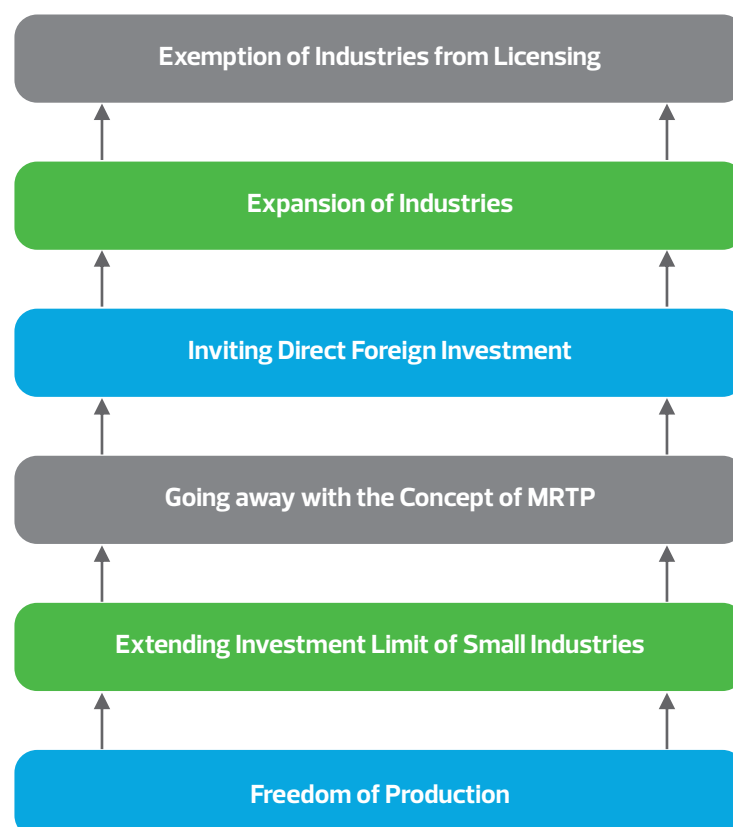 Exemption of Industries from Licensing
Expansion of Industries
Inviting Direct Foreign Investment
Going away with the Concept of MRTP
Extending Investment Limit of Small Industries
Freedom of Production